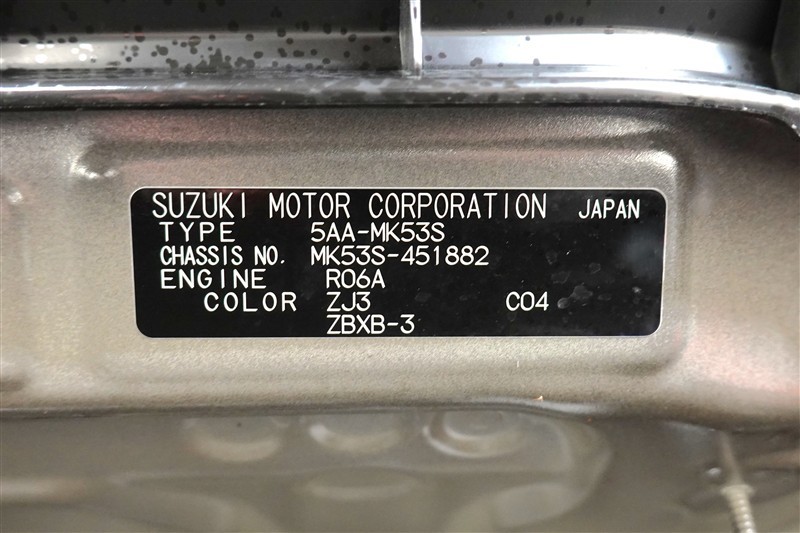 SUZUKI MOTOR CORPORATION JAPAN
TYPE 5AA-MK53S
CHASSIS NO. MK53S-451882
ENGINE R06A
COLOR ZJ3 C04
ZBXB-3